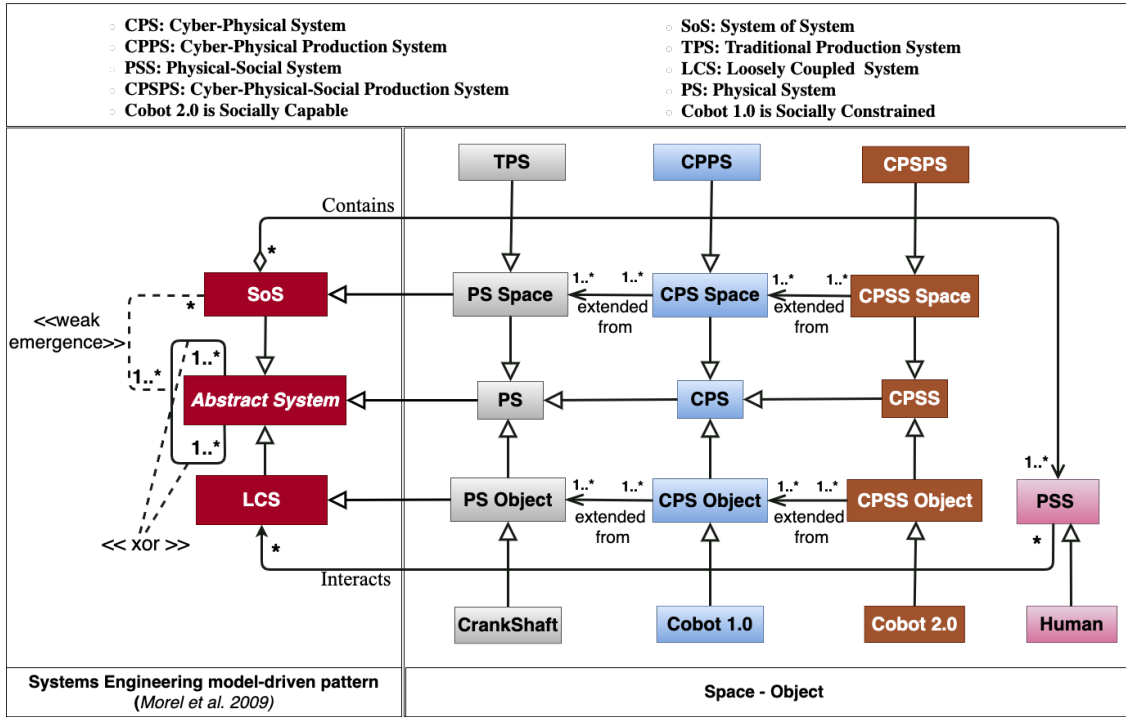 CPS: Cyber-Physical System
CPPS: Cyber-Physical Production System
PSS: Physical-Social System
CPSPS: Cyber-Physical-Social Production System
Cobot 2.0 is Socially Capable
SoS: System of System
TPS: Traditional Production System
LCS: Loosely Coupled System
PS: Physical System
Cobot 1.0 is Socially Constrained
TPS
CPPS
CPSPS
Contains
*
SoS
*
<<weak
emergence>>
1..*
1..*
Abstract System
1..*
LCS
*
<< xor >>
PS Space
1..*
1..*
extended
from
CPS Space
1..*
1..*
extended
from
CPSS Space
PS
CPS
CPSS
PS Object
1..*
1..*
extended
from
CPS Object
1..*
1..*
extended
from
CPSS Object
1..*
PSS
*
Interacts
CrankShaft
Cobot 1.0
Cobot 2.0
Human
Systems Engineering model-driven pattern
(Morel et al. 2009)
Space - Object